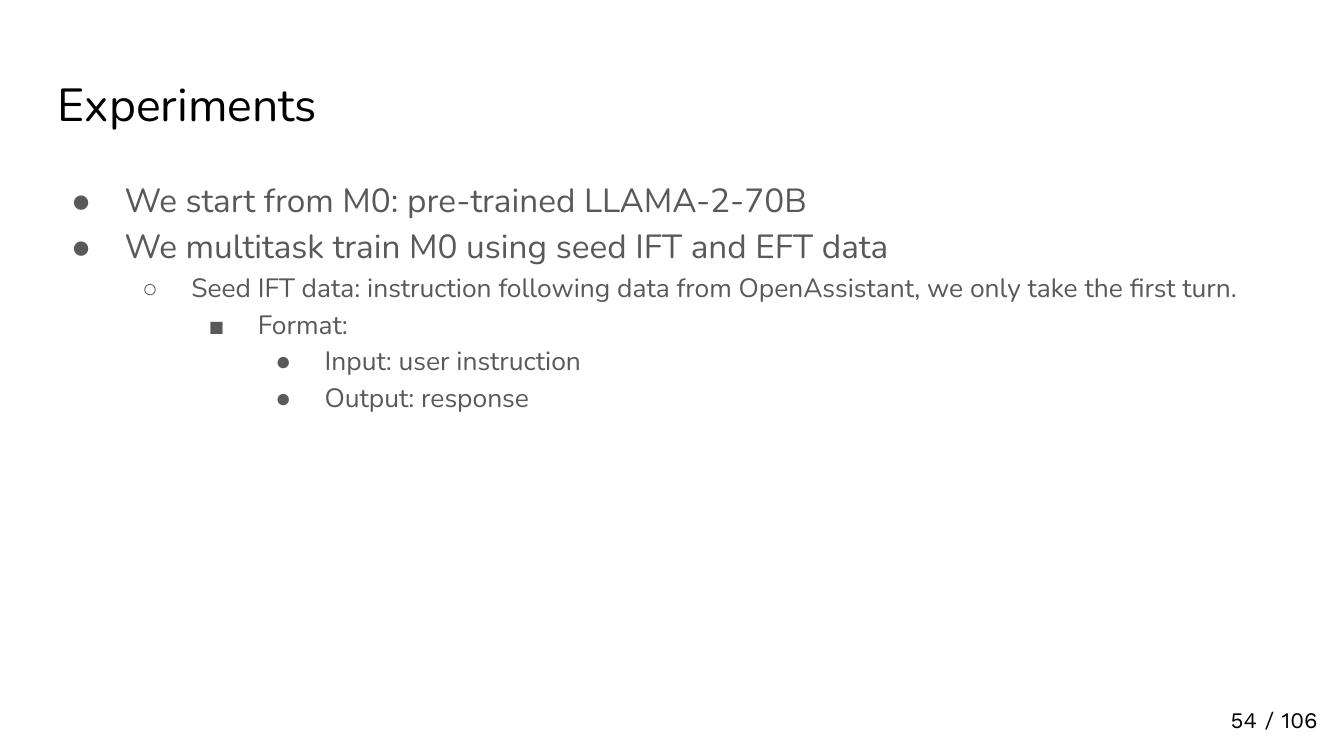 Experiments
● We start from M0: pre-trained LLAMA-2-70B
● We multitask train M0 using seed IFT and EFT data
○ Seed IFT data: instruction following data from OpenAssistant, we only take the first turn.
■ Format:
● Input: user instruction
● Output: response
54 / 106